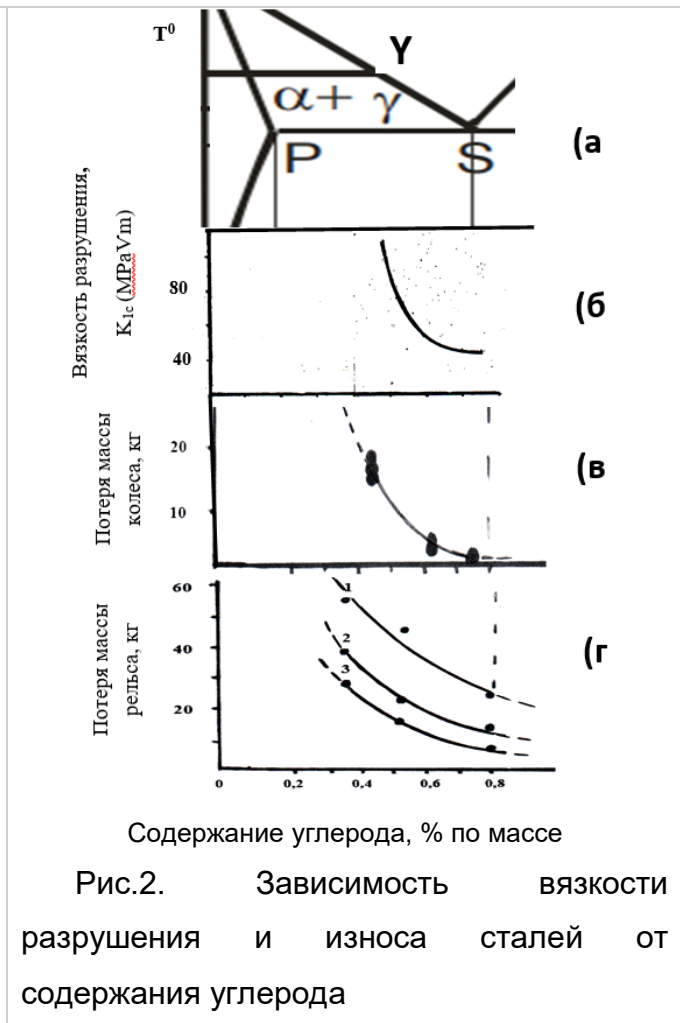 T⁰
Y
α+ γ
P
S
(а
Вязкость разрушения,
K₁c (MPaVm)
80
40
(б
Потеря массы
колеса, кг
20
10
(в
Потеря массы
рельса, кг
60
40
20
1
2
3
(г
0 0,2 0,4 0,6 0,8
Содержание углерода, % по массе
Рис.2. Зависимость вязкости
разрушения и износа сталей от
содержания углерода